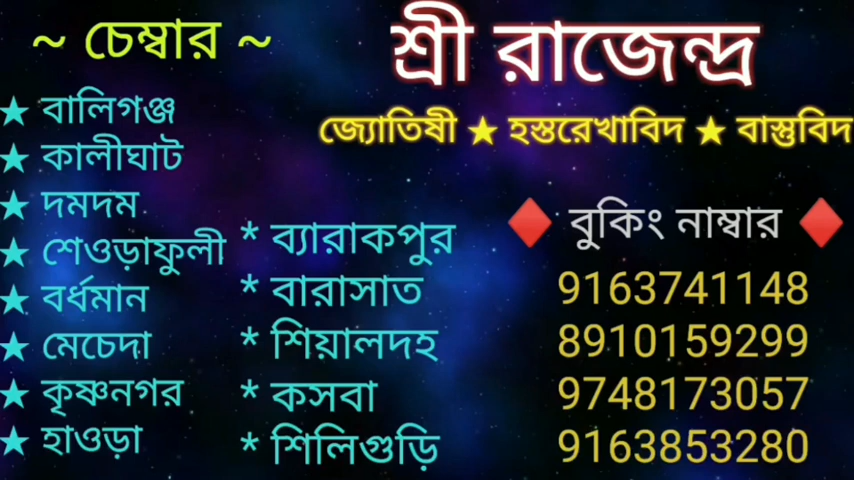 ~ চেম্বার ~
★ বালিগঞ্জ
★ কালীঘাট
★ দমদম
★ শেওড়াফুলী
★ বর্ধমান
★ মেচেদা
★ কৃষ্ণনগর
★ হাওড়া
* ব্যারাকপুর
* বারাসাত
* শিয়ালদহ
* কসবা
* শিলিগুড়ি
শ্রী রাজেন্দ্র
জ্যোতিষী ★ হস্তরেখাবিদ ★ বাস্তুবিদ
♦ বুকিং নাম্বার ♦
9163741148
8910159299
9748173057
9163853280